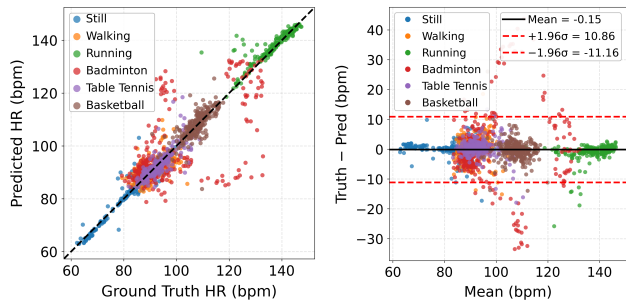 Still
Walking
Running
Badminton
Table Tennis
Basketball
140
120
100
80
60
60
80
100
120
140
Predicted HR (bpm)
Ground Truth HR (bpm)
Still
Walking
Running
Badminton
Table Tennis
Basketball
Mean = -0.15
+1.96σ = 10.86
−1.96σ = -11.16
40
30
20
10
0
−10
−20
−30
60
80
100
120
140
Truth − Pred (bpm)
Mean (bpm)